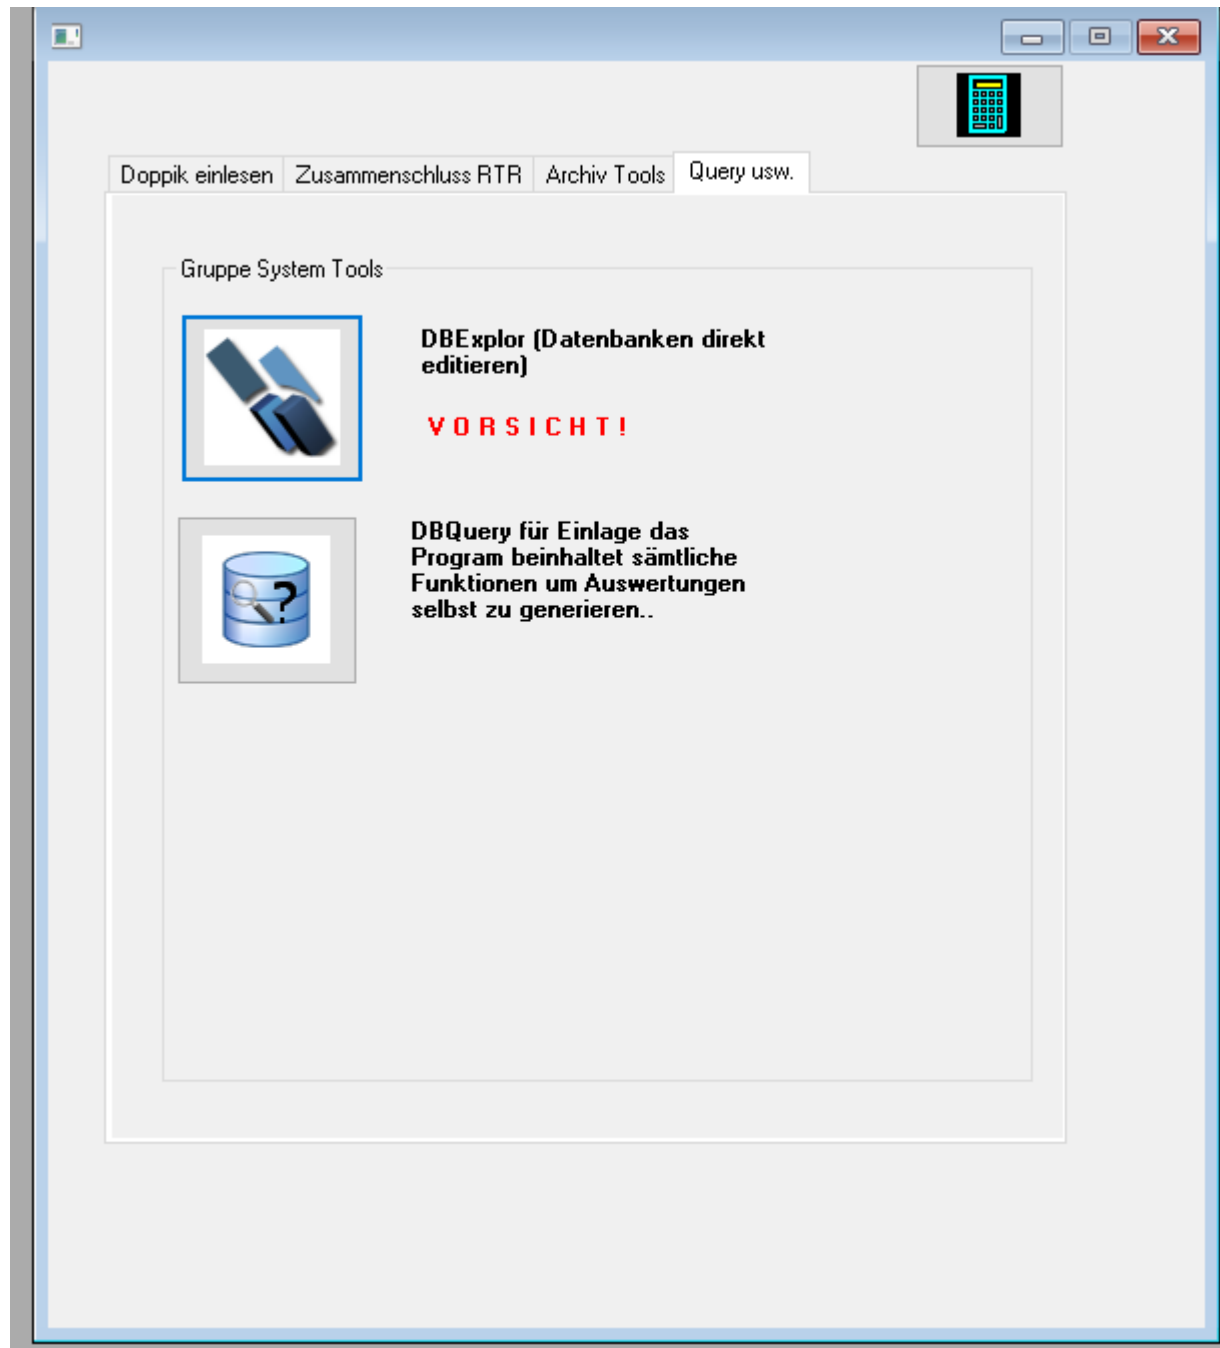 Doppik einlesen Zusammenschluss RTR Archiv Tools Query usw.
Gruppe System Tools
DBExplor (Datenbanken direkt
editieren)
V O R S I C H T !
DBQuery für Einlage das
Program beinhaltet sämtliche
Funktionen um Auswertungen
selbst zu generieren..
?